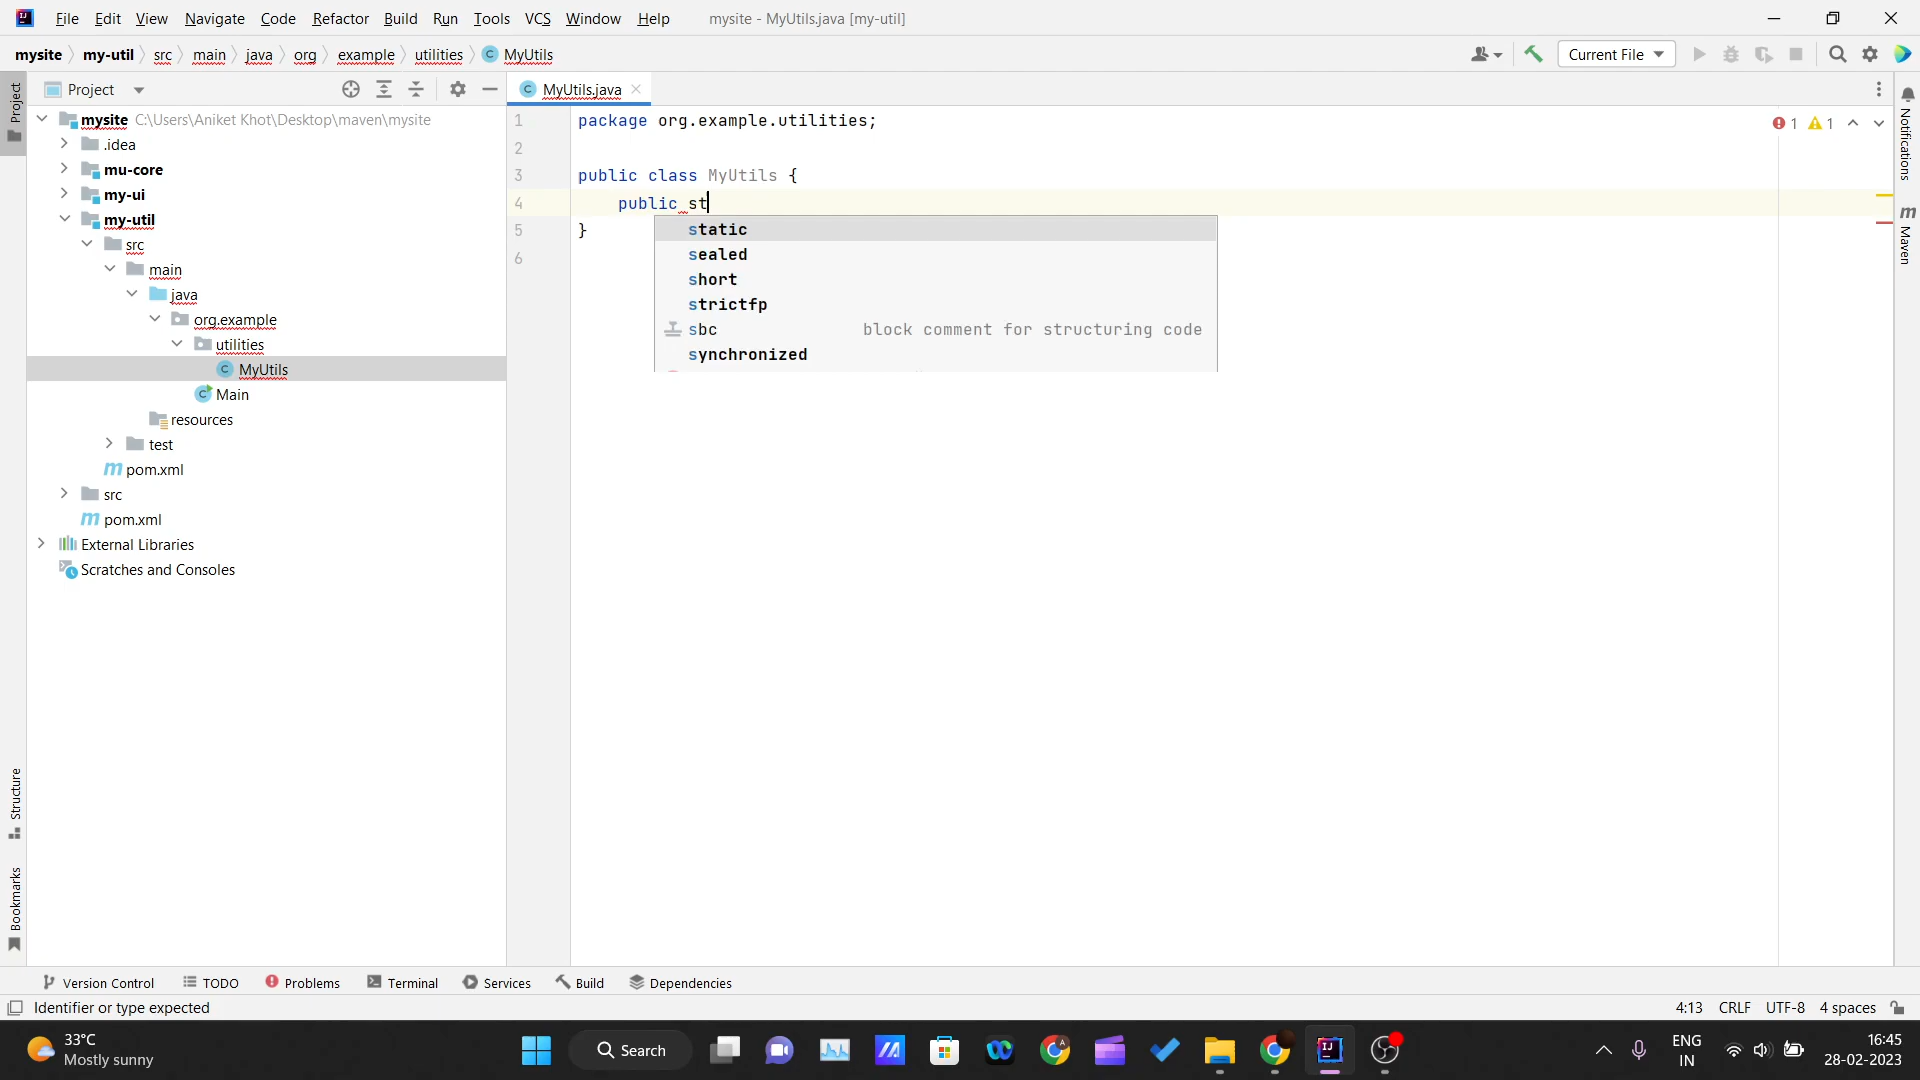 File Edit View Navigate Code Refactor Build Run Tools VCS Window Help mysite - MyUtils.java [my-util]
mysite my-util src main java org example utilities MyUtils
Current File
Project
MyUtils.java
Project
Notifications
Maven
Structure
Bookmarks
mysite C:\Users\Aniket Khot\Desktop\maven\mysite
.idea
mu-core
my-ui
my-util
src
main
java
org.example
utilities
MyUtils
Main
resources
test
pom.xml
src
pom.xml
External Libraries
Scratches and Consoles
1 package org.example.utilities;
2
3 public class MyUtils {
4 public st
5 }
6
1 1
static
sealed
short
strictfp
sbc block comment for structuring code
synchronized
Version Control TODO Problems Terminal Services Build Dependencies
Identifier or type expected 4:13 CRLF UTF-8 4 spaces
33°C
Mostly sunny
Search
ENG
IN
16:45
28-02-2023